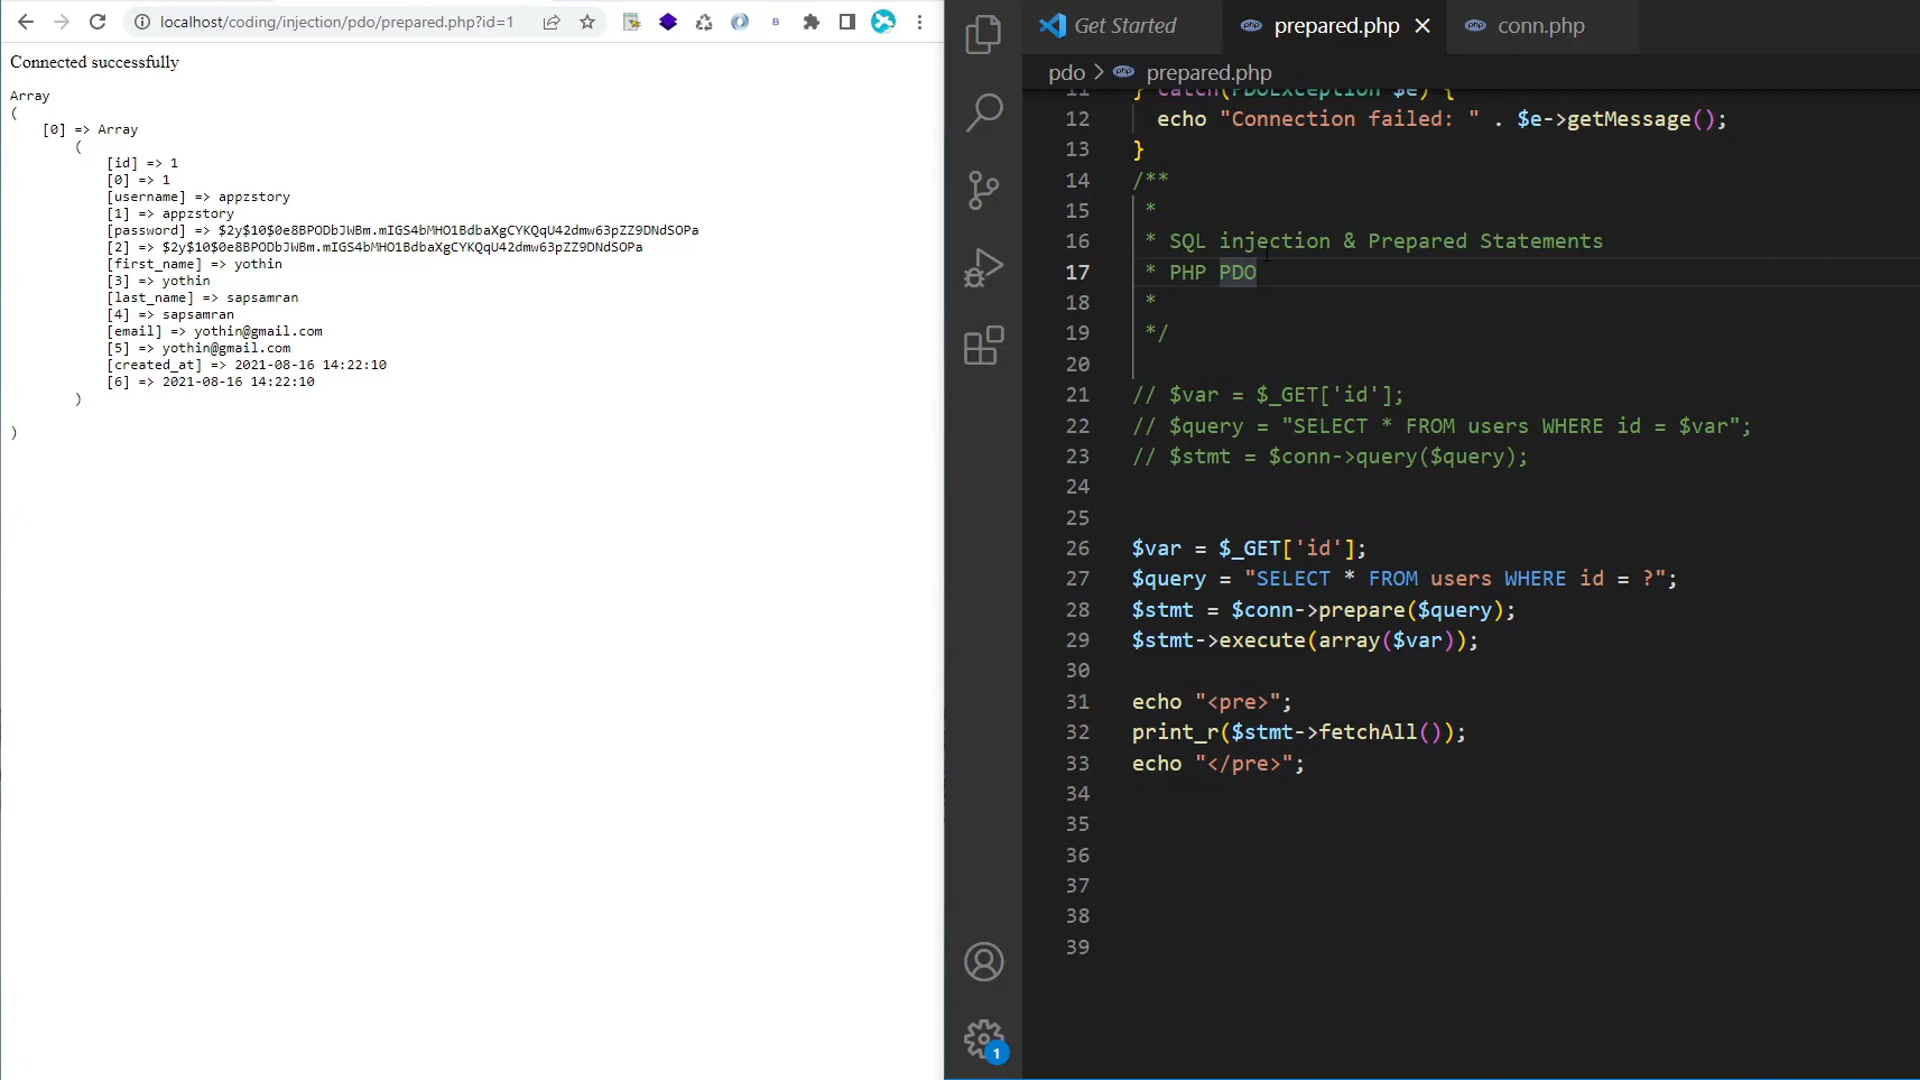 localhost/coding/injection/pdo/prepared.php?id=1
Connected successfully
Array
(
[0] => Array
(
[id] => 1
[0] => 1
[username] => appzstory
[1] => appzstory
[password] => $2y$10$0e8BPODbJWBm.mIGS4bMHO1BdbaXgCYKQqU42dmw63pZZ9DNdSOPa
[2] => $2y$10$0e8BPODbJWBm.mIGS4bMHO1BdbaXgCYKQqU42dmw63pZZ9DNdSOPa
[first_name] => yothin
[3] => yothin
[last_name] => sapsamran
[4] => sapsamran
[email] => yothin@gmail.com
[5] => yothin@gmail.com
[created_at] => 2021-08-16 14:22:10
[6] => 2021-08-16 14:22:10
)
)
Get Started
prepared.php
conn.php
pdo > prepared.php
11 } catch(PDOException $e) {
12 echo "Connection failed: " . $e->getMessage();
13 }
14 /**
15 *
16 * SQL injection & Prepared Statements
17 * PHP PDO
18 *
19 */
20
21 // $var = $_GET['id'];
22 // $query = "SELECT * FROM users WHERE id = $var";
23 // $stmt = $conn->query($query);
24
25
26 $var = $_GET['id'];
27 $query = "SELECT * FROM users WHERE id = ?";
28 $stmt = $conn->prepare($query);
29 $stmt->execute(array($var));
30
31 echo "<pre>";
32 print_r($stmt->fetchAll());
33 echo "</pre>";
34
35
36
37
38
39
1